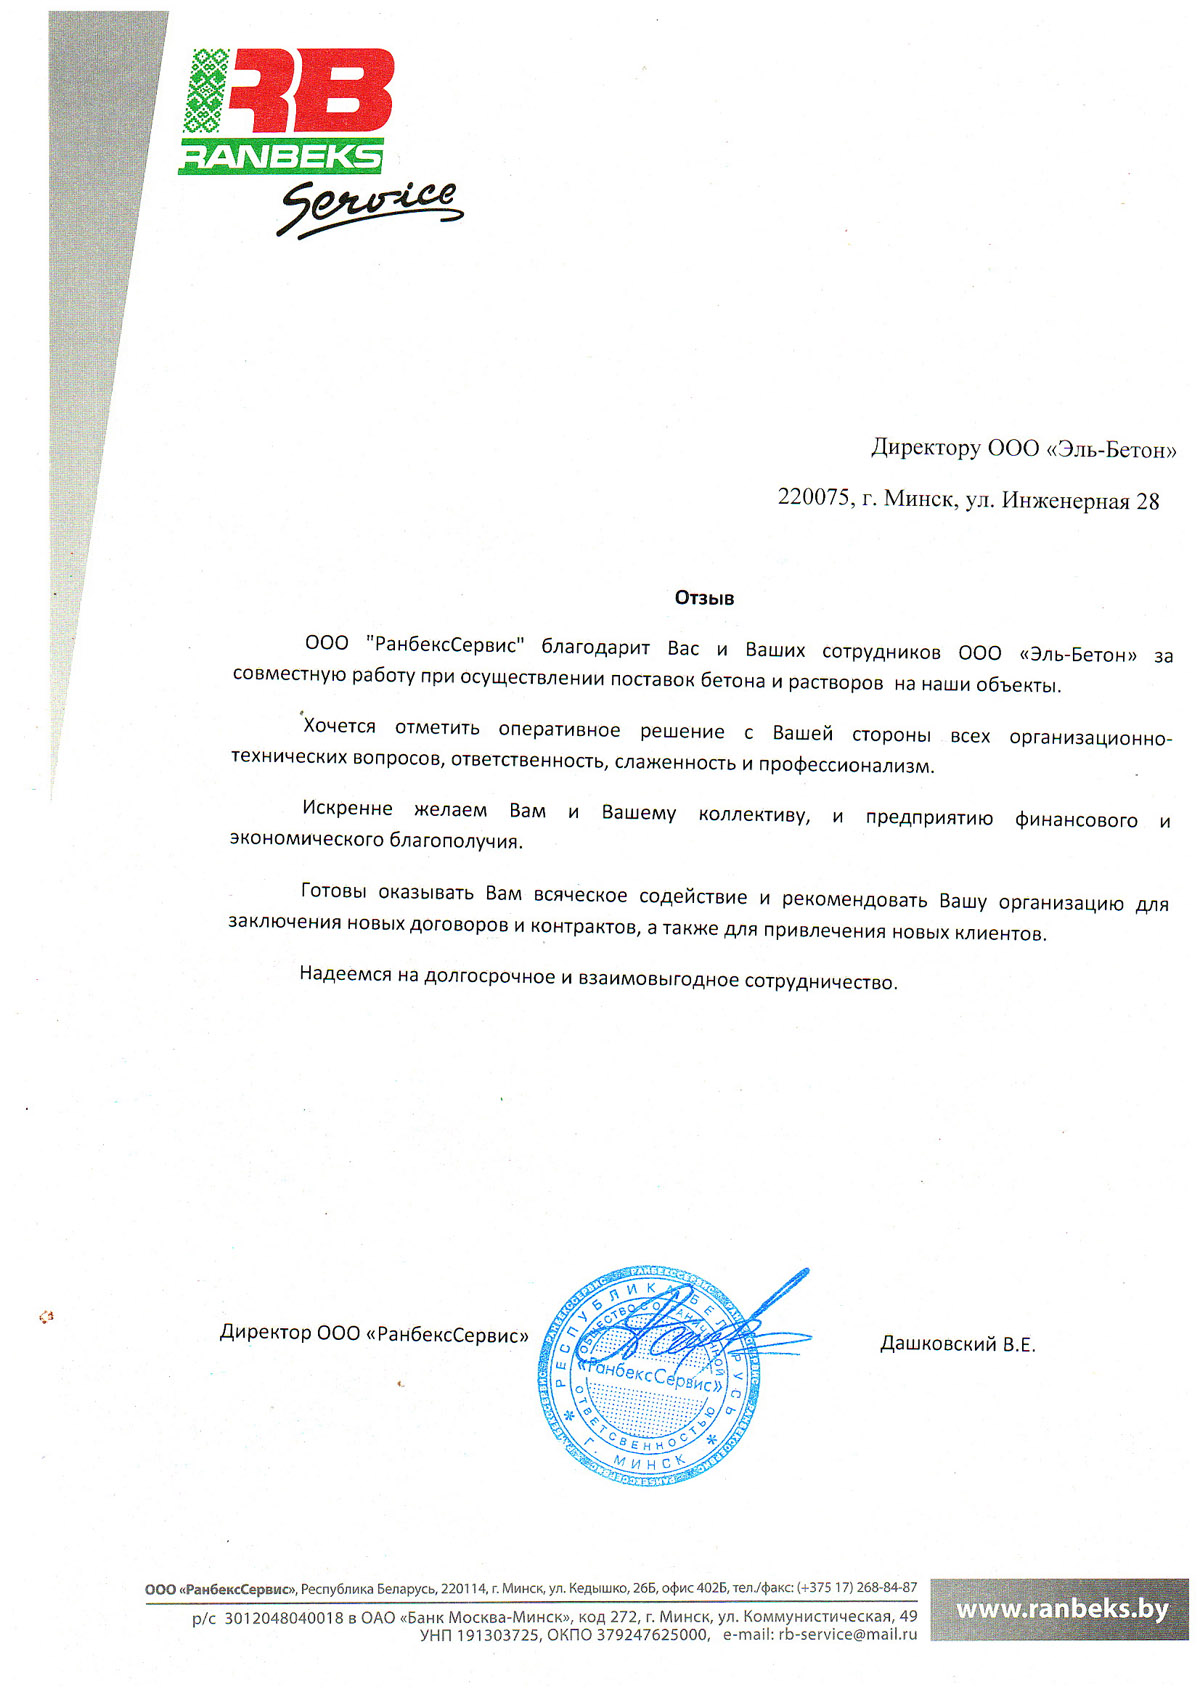 RB
RANBEKS
Service
Директору ООО «Эль-Бетон»
220075, г. Минск, ул. Инженерная 28
Отзыв
ООО "РанбексСервис" благодарит Вас и Ваших сотрудников ООО «Эль-Бетон» за
совместную работу при осуществлении поставок бетона и растворов на наши объекты.
Хочется отметить оперативное решение с Вашей стороны всех организационно-
технических вопросов, ответственность, слаженность и профессионализм.
Искренне желаем Вам и Вашему коллективу, и предприятию финансового и
экономического благополучия.
Готовы оказывать Вам всяческое содействие и рекомендовать Вашу организацию для
заключения новых договоров и контрактов, а также для привлечения новых клиентов.
Надеемся на долгосрочное и взаимовыгодное сотрудничество.
Директор ООО «РанбексСервис»
РЕСПУБЛИКА БЕЛАРУСЬ
ОБЩЕСТВО С ОГРАНИЧЕННОЙ
«РанбексСервис»
ОТВЕТСВЕННОСТЬЮ
* Г. МИНСК *
Дашковский В.Е.
ООО «РанбексСервис», Республика Беларусь, 220114, г. Минск, ул. Кедышко, 26Б, офис 402Б, тел./факс: (+375 17) 268-84-87
р/с 3012048040018 в ОАО «Банк Москва-Минск», код 272, г. Минск, ул. Коммунистическая, 49
УНП 191303725, ОКПО 379247625000, e-mail: rb-service@mail.ru
www.ranbeks.by